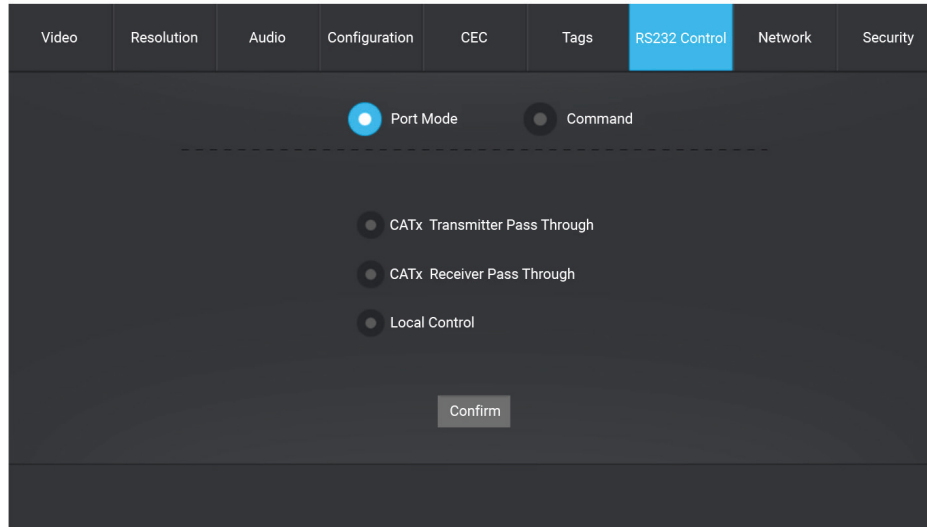 Video Resolution Audio Configuration CEC Tags RS232 Control Network Security
Port Mode Command
CATx Transmitter Pass Through
CATx Receiver Pass Through
Local Control
Confirm